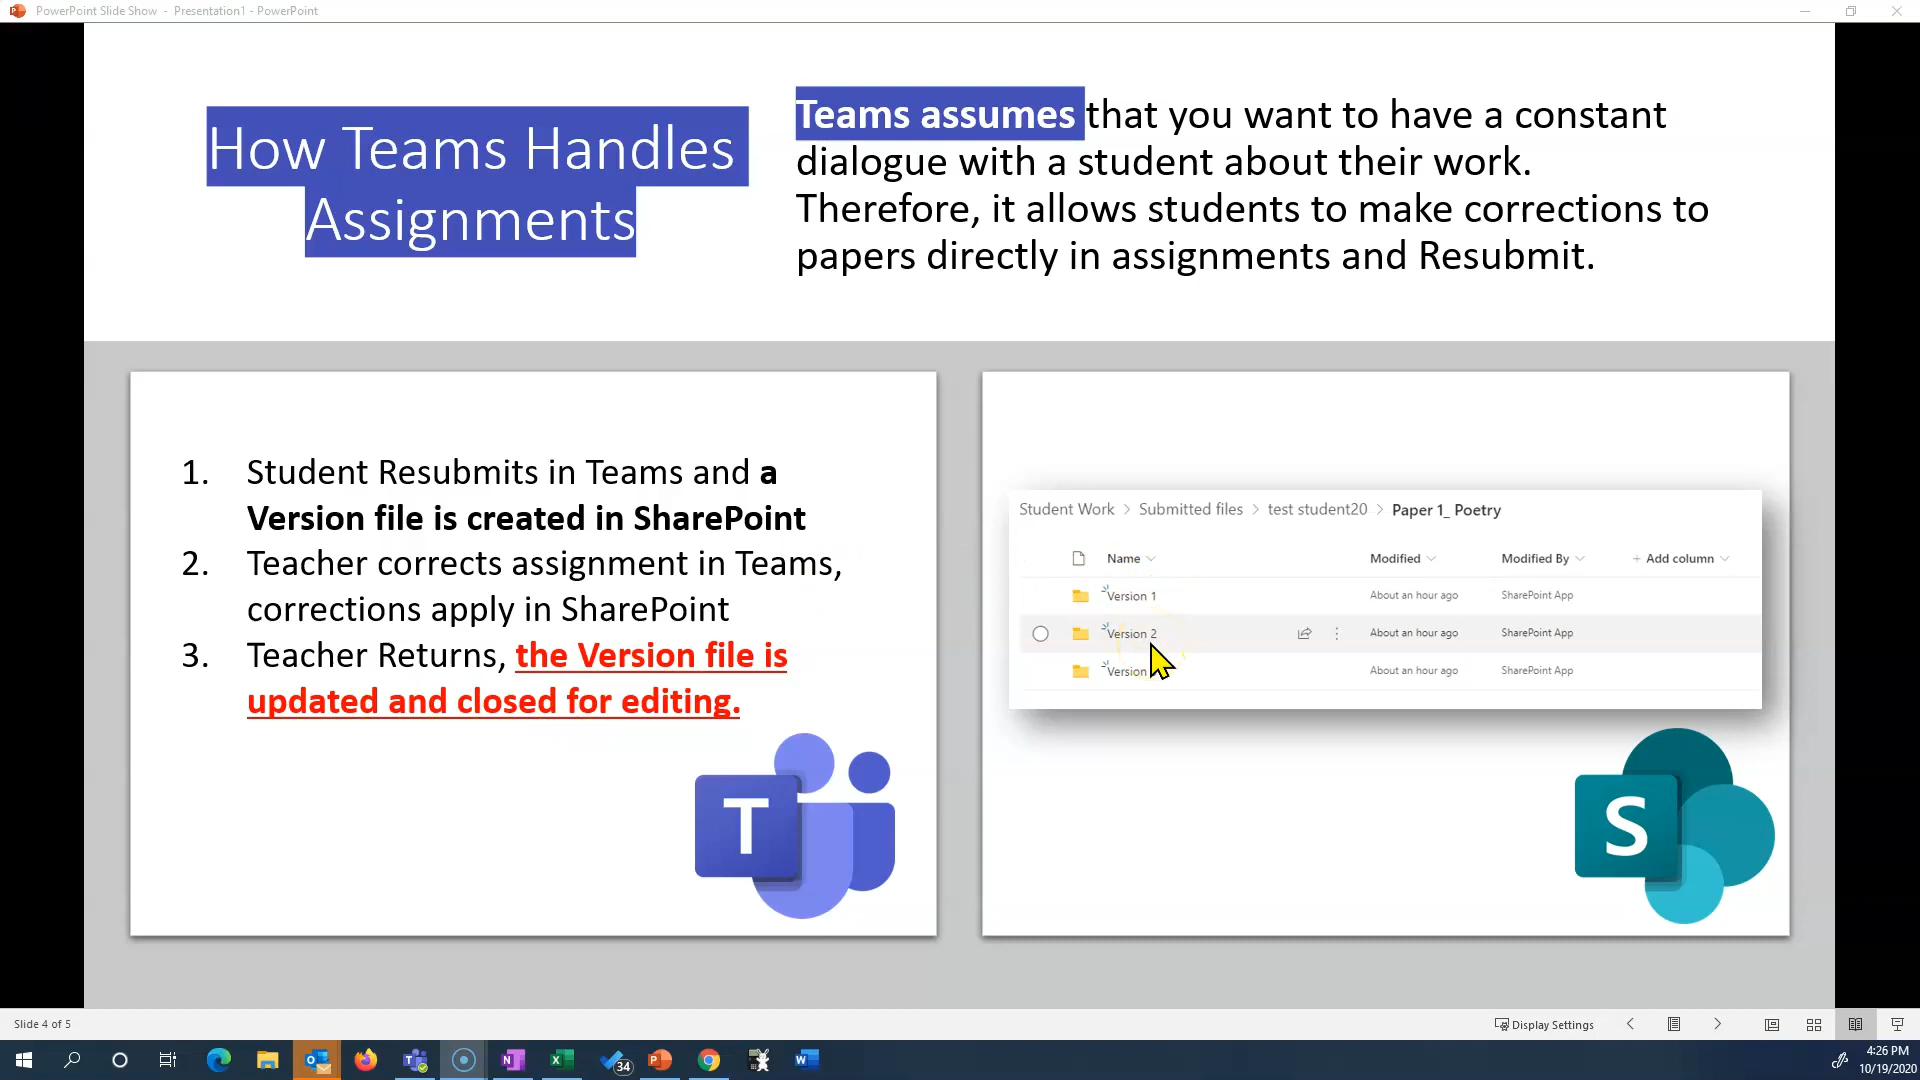 PowerPoint Slide Show - Presentation1 - PowerPoint
How Teams Handles
Assignments
Teams assumes that you want to have a constant
dialogue with a student about their work.
Therefore, it allows students to make corrections to
papers directly in assignments and Resubmit.
1. Student Resubmits in Teams and a
Version file is created in SharePoint
2. Teacher corrects assignment in Teams,
corrections apply in SharePoint
3. Teacher Returns, the Version file is
updated and closed for editing.
T
Student Work > Submitted files > test student20 > Paper 1_ Poetry
Name Modified Modified By + Add column
Version 1 About an hour ago SharePoint App
Version 2 About an hour ago SharePoint App
Version About an hour ago SharePoint App
S
Slide 4 of 5
Display Settings
34
4:26 PM
10/19/2020